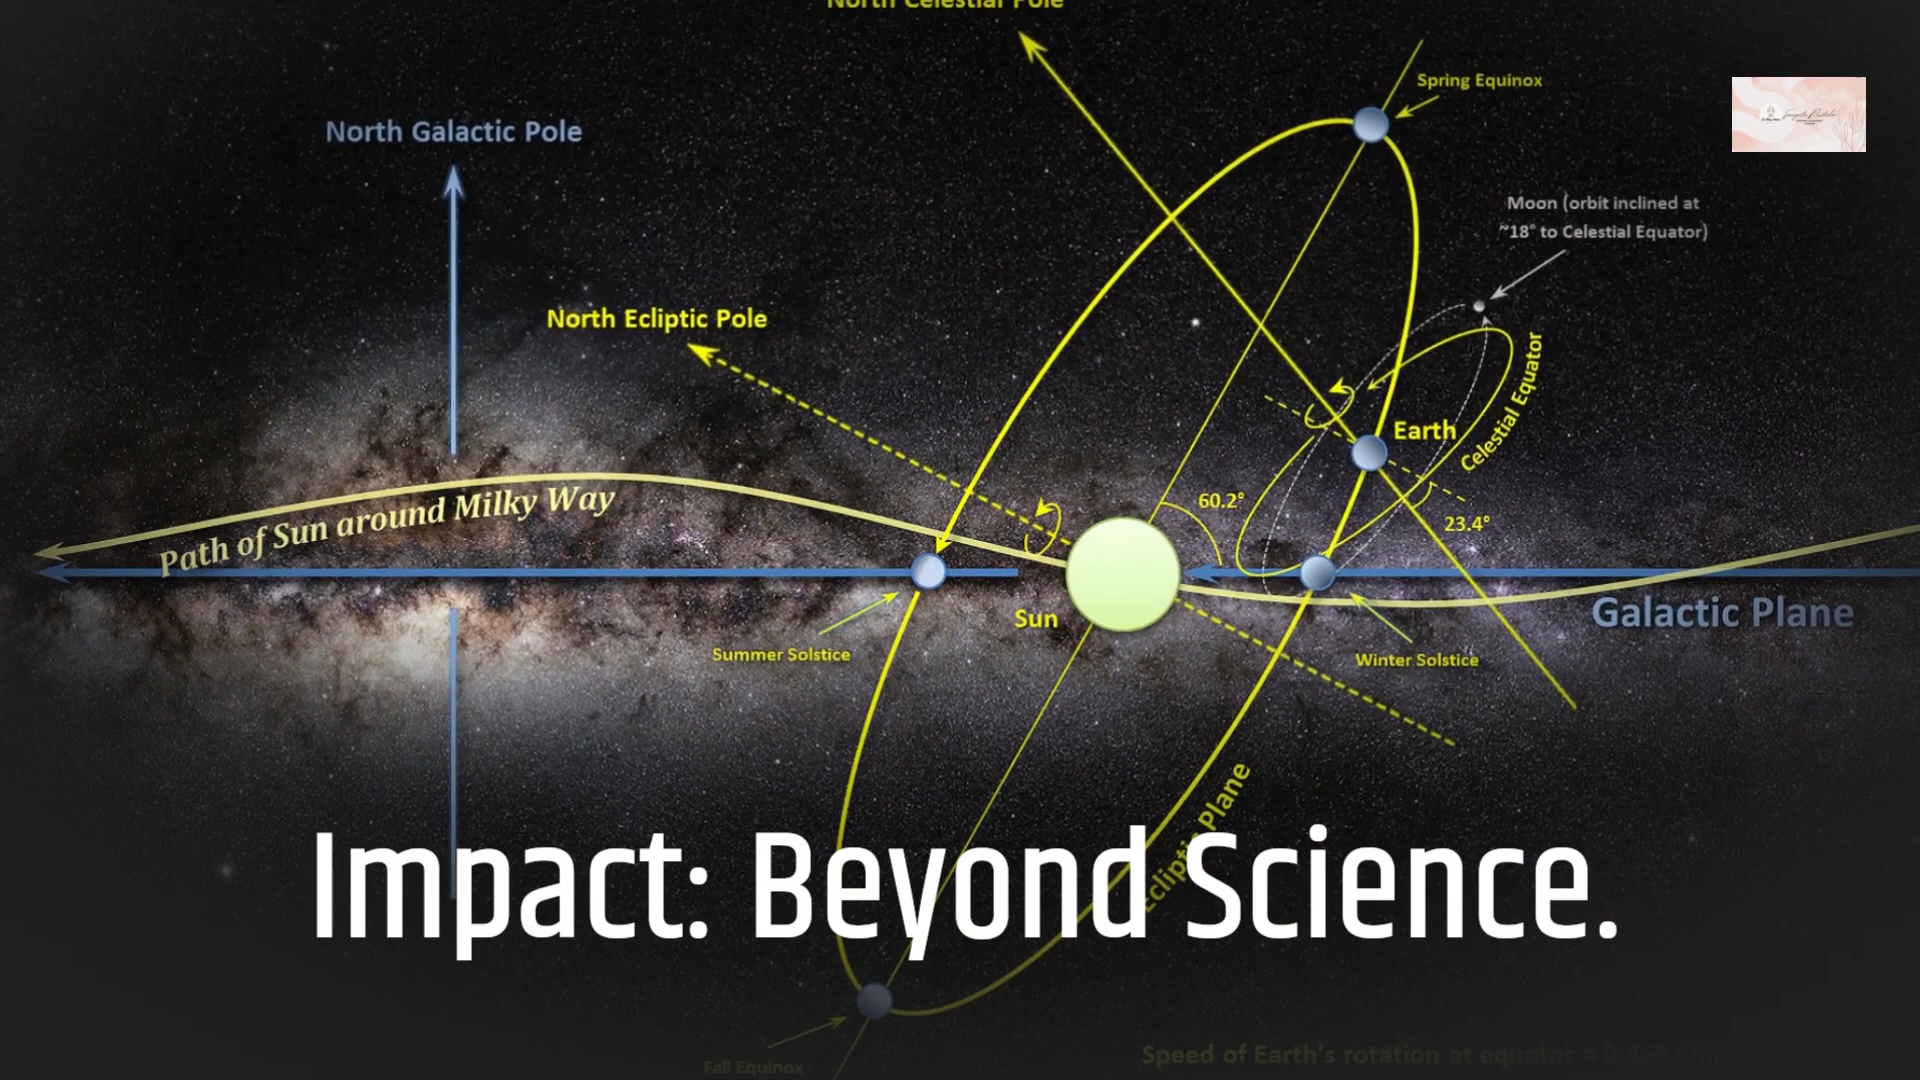 North Celestial Pole
Spring Equinox
North Galactic Pole
Moon (orbit inclined at
~18° to Celestial Equator)
North Ecliptic Pole
Celestial Equator
Earth
60.2°
23.4°
Path of Sun around Milky Way
Sun
Galactic Plane
Summer Solstice
Winter Solstice
Ecliptic Plane
Impact: Beyond Science.
Fall Equinox
Speed of Earth's rotation at equator =